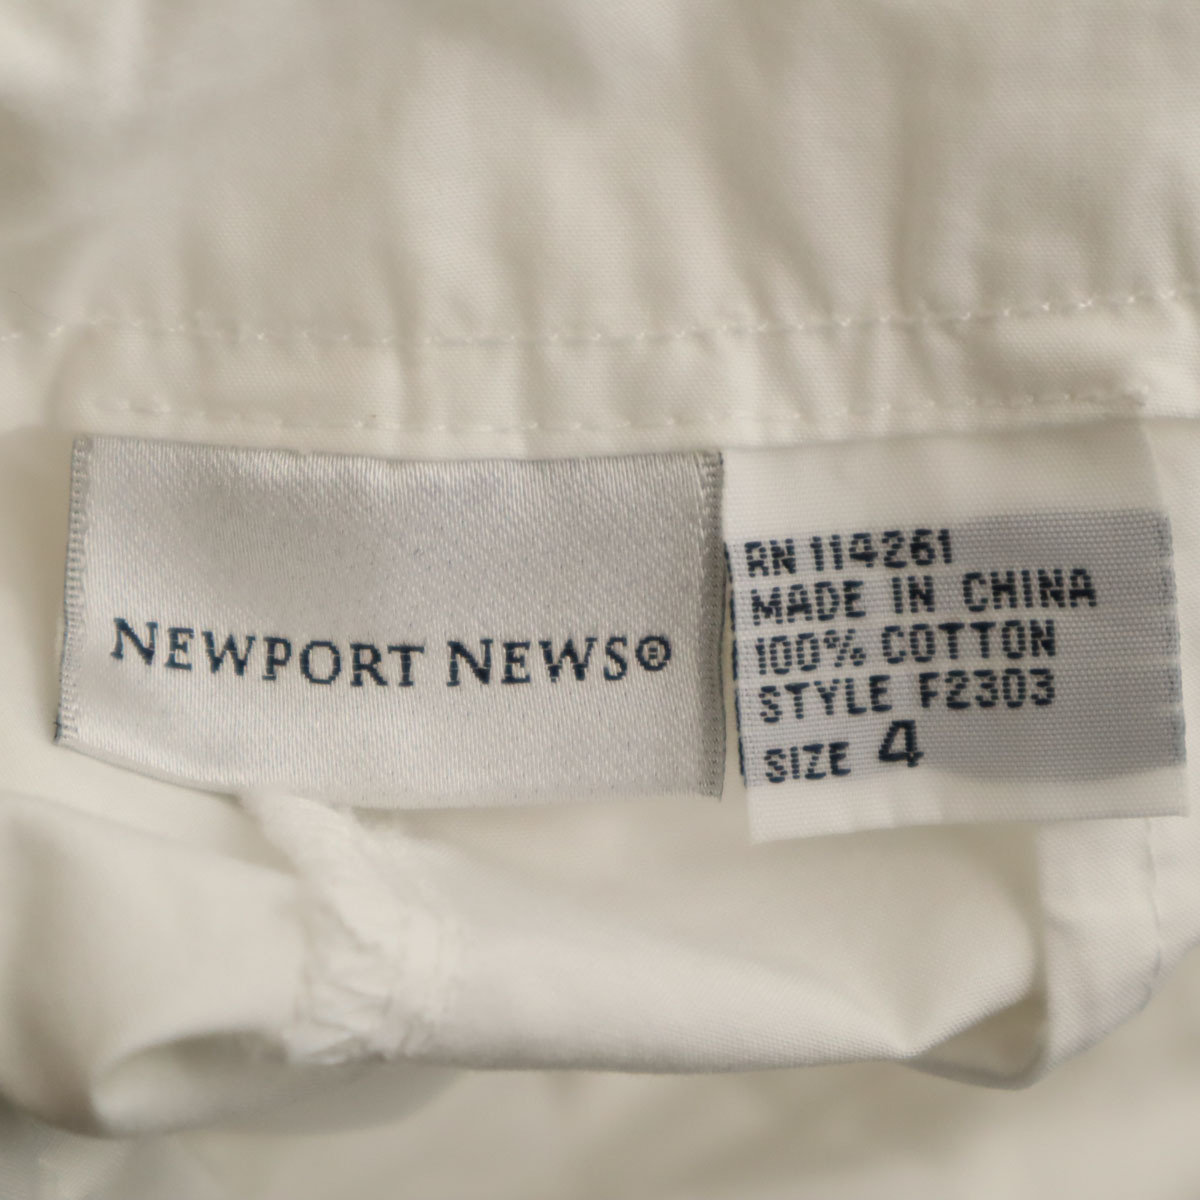 NEWPORT NEWS®
RN 114261
MADE IN CHINA
100% COTTON
STYLE F2303
SIZE 4